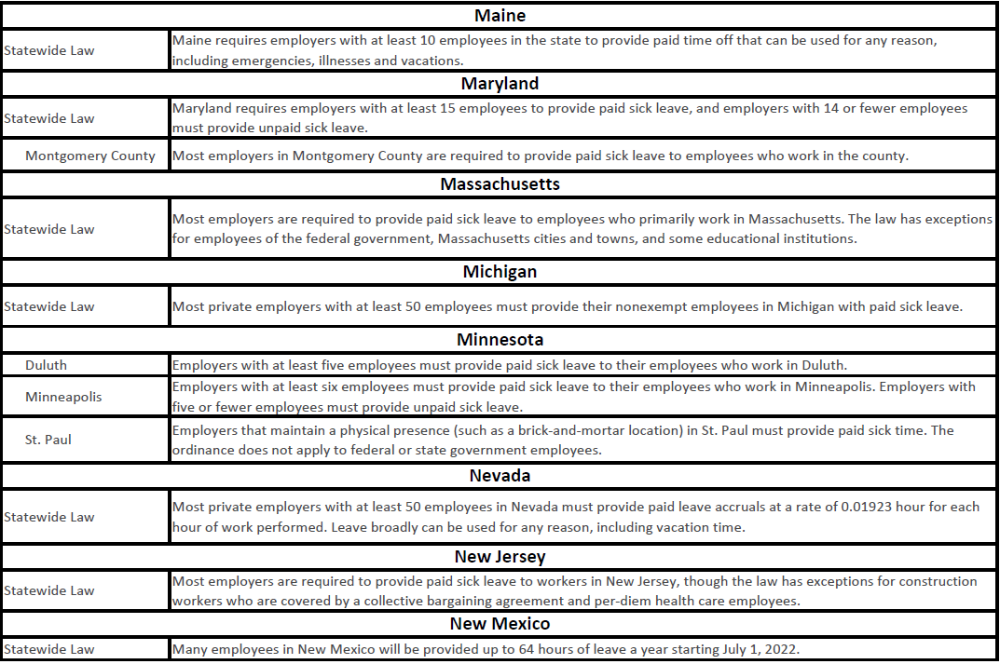 Maine
Statewide Law
Maine requires employers with at least 10 employees in the state to provide paid time off that can be used for any reason,
including emergencies, illnesses and vacations.
Maryland
Statewide Law
Maryland requires employers with at least 15 employees to provide paid sick leave, and employers with 14 or fewer employees
must provide unpaid sick leave.
Montgomery County
Most employers in Montgomery County are required to provide paid sick leave to employees who work in the county.
Massachusetts
Statewide Law
Most employers are required to provide paid sick leave to employees who primarily work in Massachusetts. The law has exceptions
for employees of the federal government, Massachusetts cities and towns, and some educational institutions.
Michigan
Statewide Law
Most private employers with at least 50 employees must provide their nonexempt employees in Michigan with paid sick leave.
Minnesota
Duluth
Employers with at least five employees must provide paid sick leave to their employees who work in Duluth.
Minneapolis
Employers with at least six employees must provide paid sick leave to their employees who work in Minneapolis. Employers with
five or fewer employees must provide unpaid sick leave.
St. Paul
Employers that maintain a physical presence (such as a brick-and-mortar location) in St. Paul must provide paid sick time. The
ordinance does not apply to federal or state government employees.
Nevada
Statewide Law
Most private employers with at least 50 employees in Nevada must provide paid leave accruals at a rate of 0.01923 hour for each
hour of work performed. Leave broadly can be used for any reason, including vacation time.
New Jersey
Statewide Law
Most employers are required to provide paid sick leave to workers in New Jersey, though the law has exceptions for construction
workers who are covered by a collective bargaining agreement and per-diem health care employees.
New Mexico
Statewide Law
Many employees in New Mexico will be provided up to 64 hours of leave a year starting July 1, 2022.